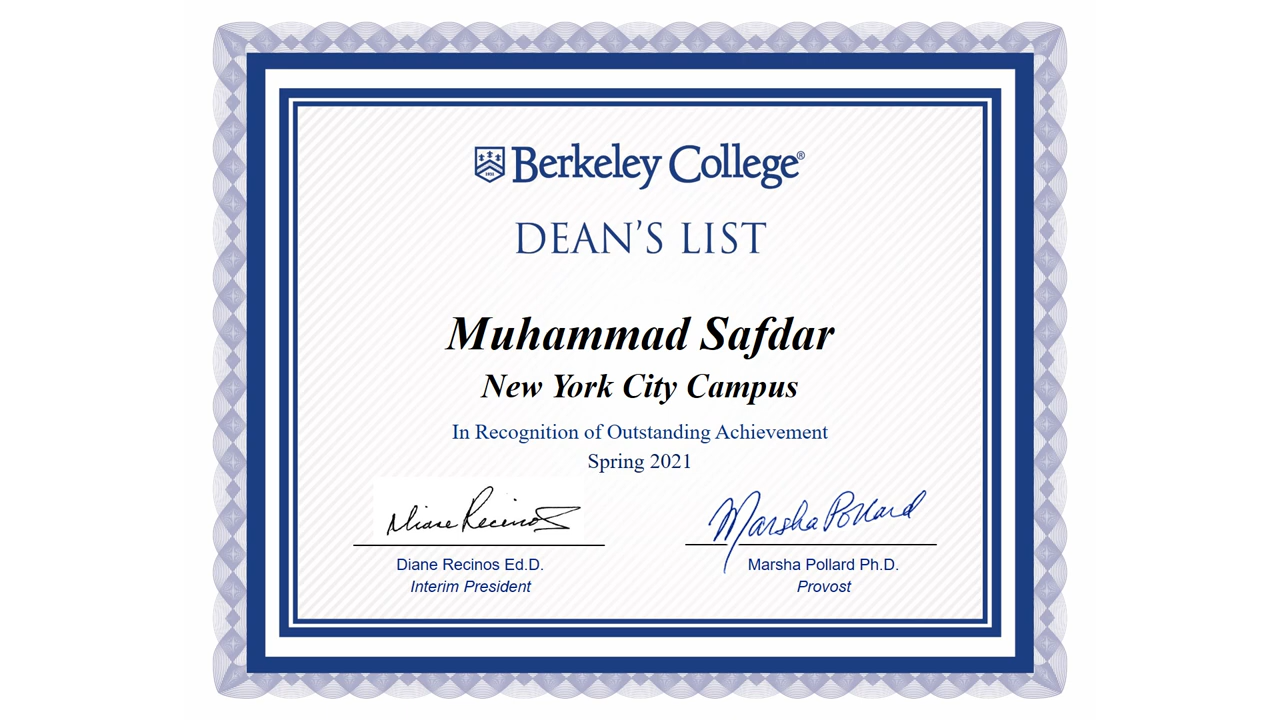 Berkeley College®
DEAN'S LIST
Muhammad Safdar
New York City Campus
In Recognition of Outstanding Achievement
Spring 2021
Diane Recinos
Marsha Pollard
Diane Recinos Ed.D.
Marsha Pollard Ph.D.
Interim President
Provost